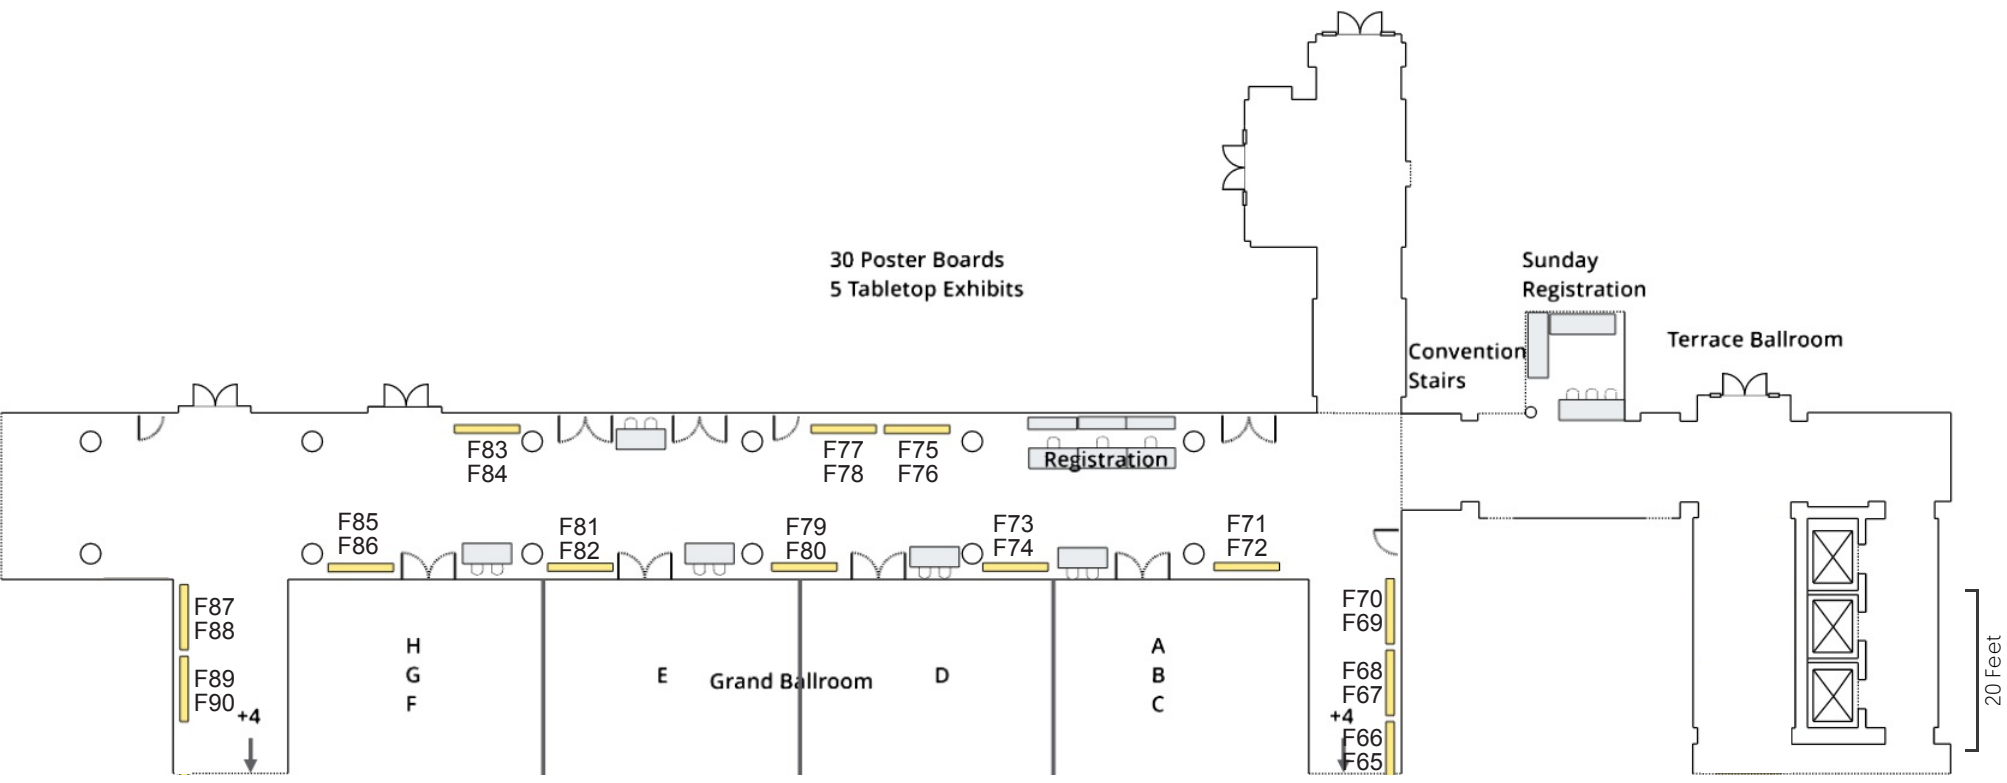 30 Poster Boards
5 Tabletop Exhibits
Sunday
Registration
Convention
Stairs
Terrace Ballroom
F83
F84
F77
F78
F75
F76
Registration
F85
F86
F81
F82
F79
F80
F73
F74
F71
F72
F87
F88
F89
F90
+4
H
G
F
E
Grand Ballroom
D
A
B
C
F70
F69
F68
F67
+4
F66
F65
20 Feet